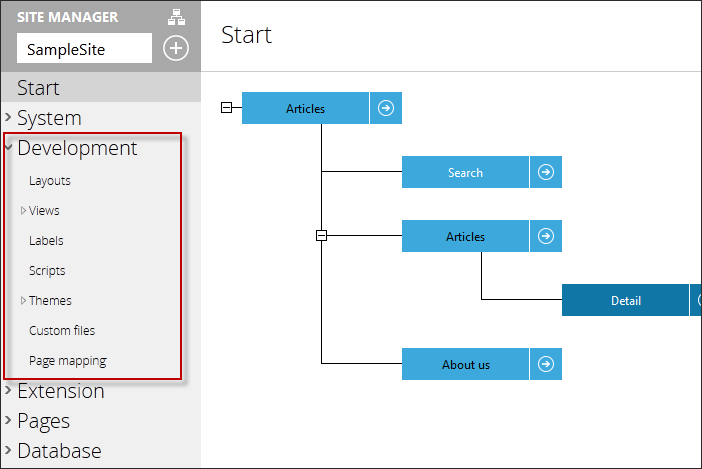 SITE MANAGER
SampleSite
Start
System
Development
Layouts
Views
Labels
Scripts
Themes
Custom files
Page mapping
Extension
Pages
Database
Start
Articles
Search
Articles
Detail
About us